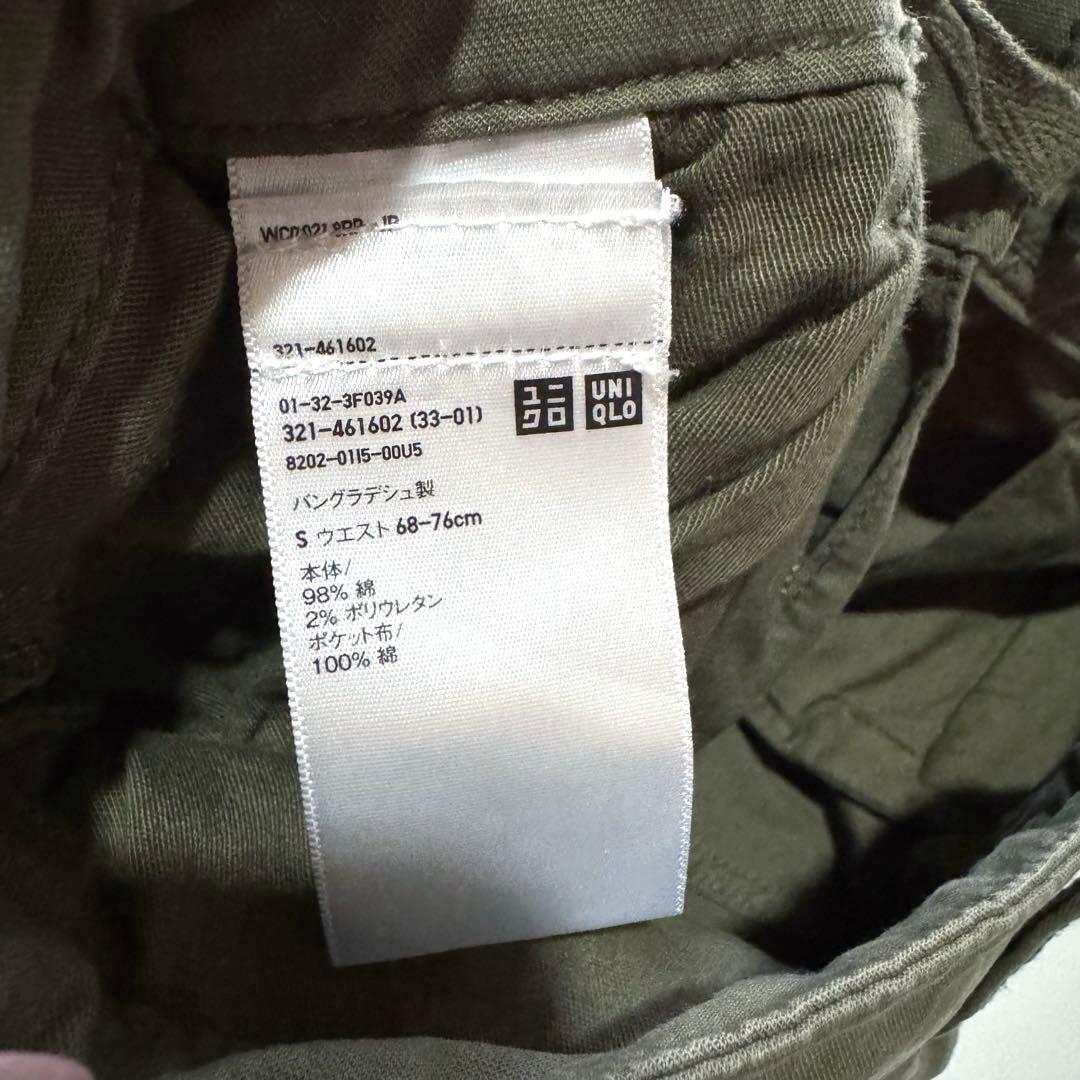 321-461602
01-32-3F039A
321-461602 (33-01)
ユニクロ
UNIQLO
8202-0115-00U5
バングラデシュ製
S ウエスト 68-76cm
本体/
98% 綿
2% ポリウレタン
ポケット布/
100% 綿